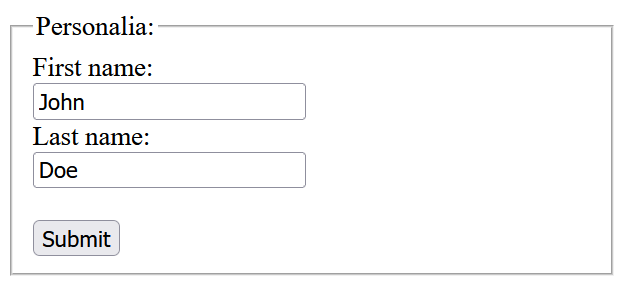 Personalia:
First name:
John
Last name:
Doe
Submit